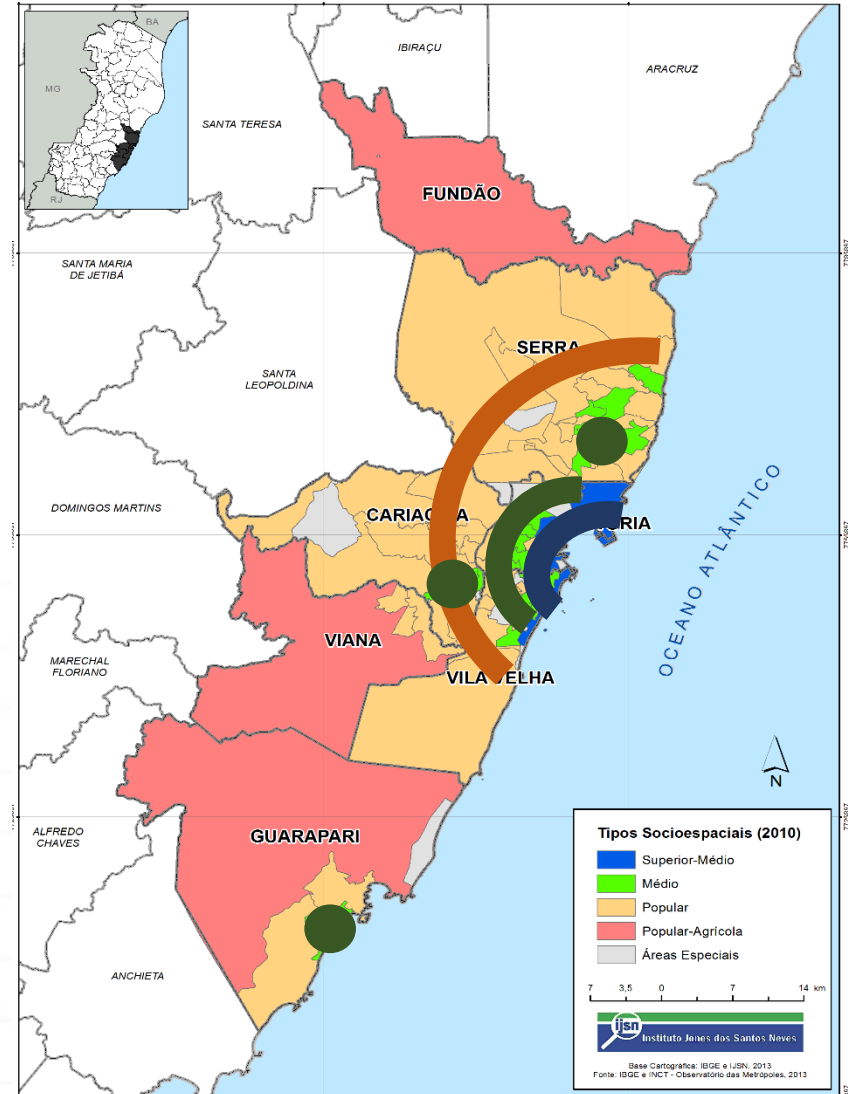 BA
MG
RJ
IBIRAÇU
ARACRUZ
SANTA TERESA
FUNDÃO
SANTA MARIA
DE JETIBÁ
SERRA
SANTA
LEOPOLDINA
DOMINGOS MARTINS
OCEANO ATLÂNTICO
VIANA
MARECHAL
FLORIANO
VILA VELHA
N
GUARAPARI
ALFREDO
CHAVES
ANCHIETA
Tipos Socioespaciais (2010)
Superior-Médio
Médio
Popular
Popular-Agrícola
Áreas Especiais
7 3,5 0 7 14 km
ijsn Instituto Jones dos Santos Neves
Base Cartográfica: IBGE e IJSN, 2013
Fonte: IBGE e INCT - Observatório das Metrópoles, 2013